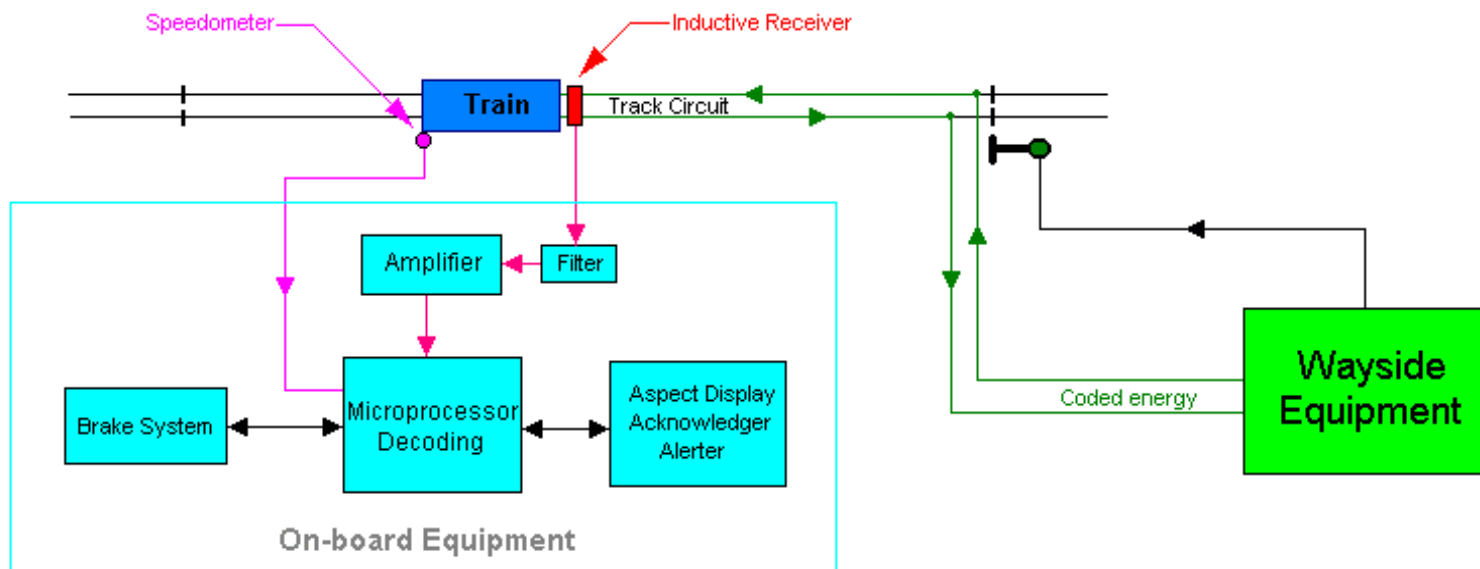 Speedometer
Inductive Receiver
Train
Track Circuit
Amplifier
Filter
Wayside
Equipment
Coded energy
Brake System
Microprocessor
Decoding
Aspect Display
Acknowledger
Alerter
On-board Equipment